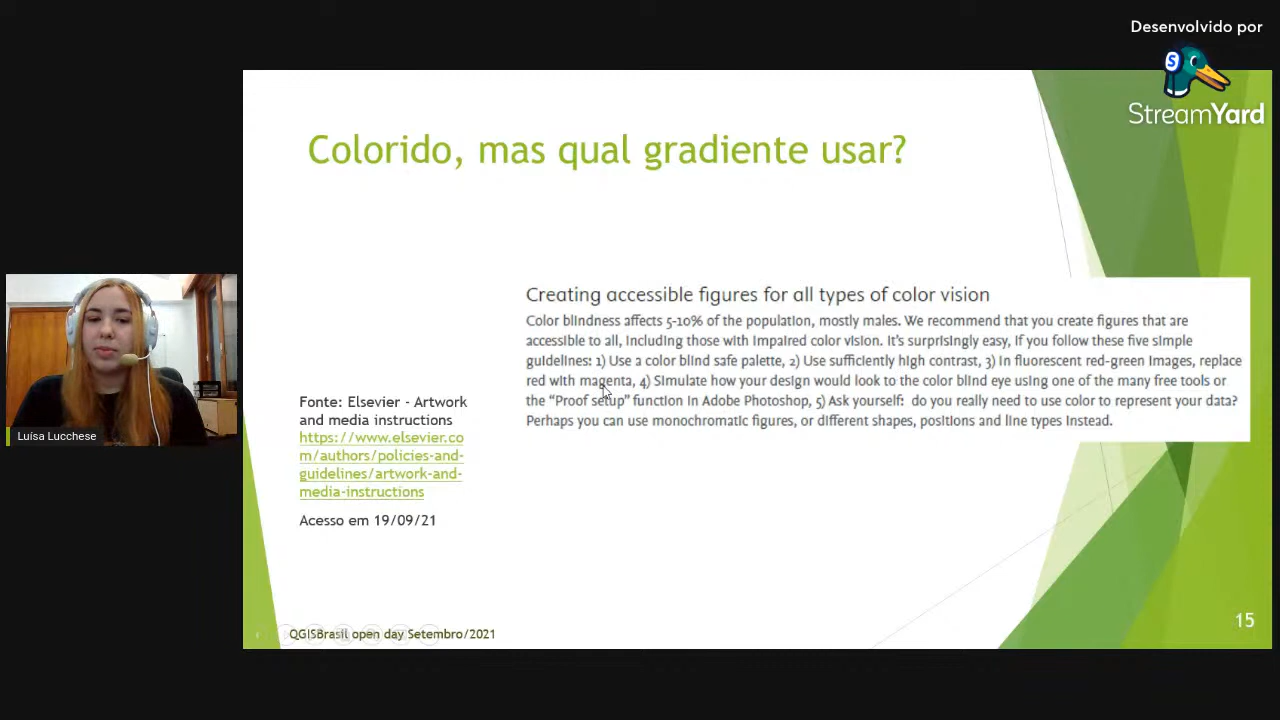 Desenvolvido por
StreamYard
Colorido, mas qual gradiente usar?
Creating accessible figures for all types of color vision
Color blindness affects 5-10% of the population, mostly males. We recommend that you create figures that are
accessible to all, including those with impaired color vision. It's surprisingly easy, if you follow these five simple
guidelines: 1) Use a color blind safe palette, 2) Use sufficiently high contrast, 3) In fluorescent red-green images, replace
red with magenta, 4) Simulate how your design would look to the color blind eye using one of the many free tools or
the “Proof setup” function in Adobe Photoshop, 5) Ask yourself: do you really need to use color to represent your data?
Perhaps you can use monochromatic figures, or different shapes, positions and line types instead.
Fonte: Elsevier - Artwork
and media instructions
https://www.elsevier.co
m/authors/policies-and-
guidelines/artwork-and-
media-instructions
Acesso em 19/09/21
Luísa Lucchese
QGISBrasil open day Setembro/2021
15